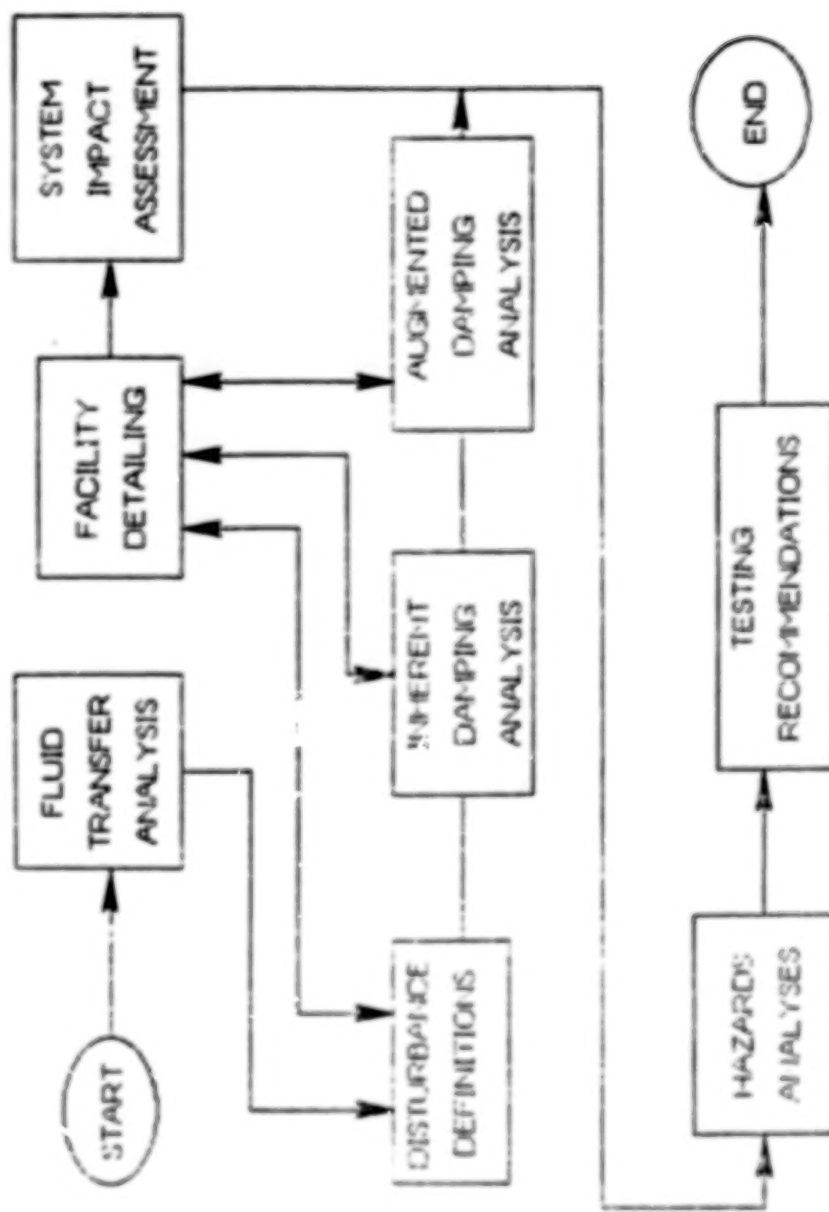 START
FLUID
TRANSFER
ANALYSIS
FACILITY
DETAILING
SYSTEM
IMPACT
ASSESSMENT
DISTURBANCE
DEFINITIONS
INHERENT
DAMPING
ANALYSIS
AUGMENTED
DAMPING
ANALYSIS
HAZARDS
ANALYSES
TESTING
RECOMMENDATIONS
END